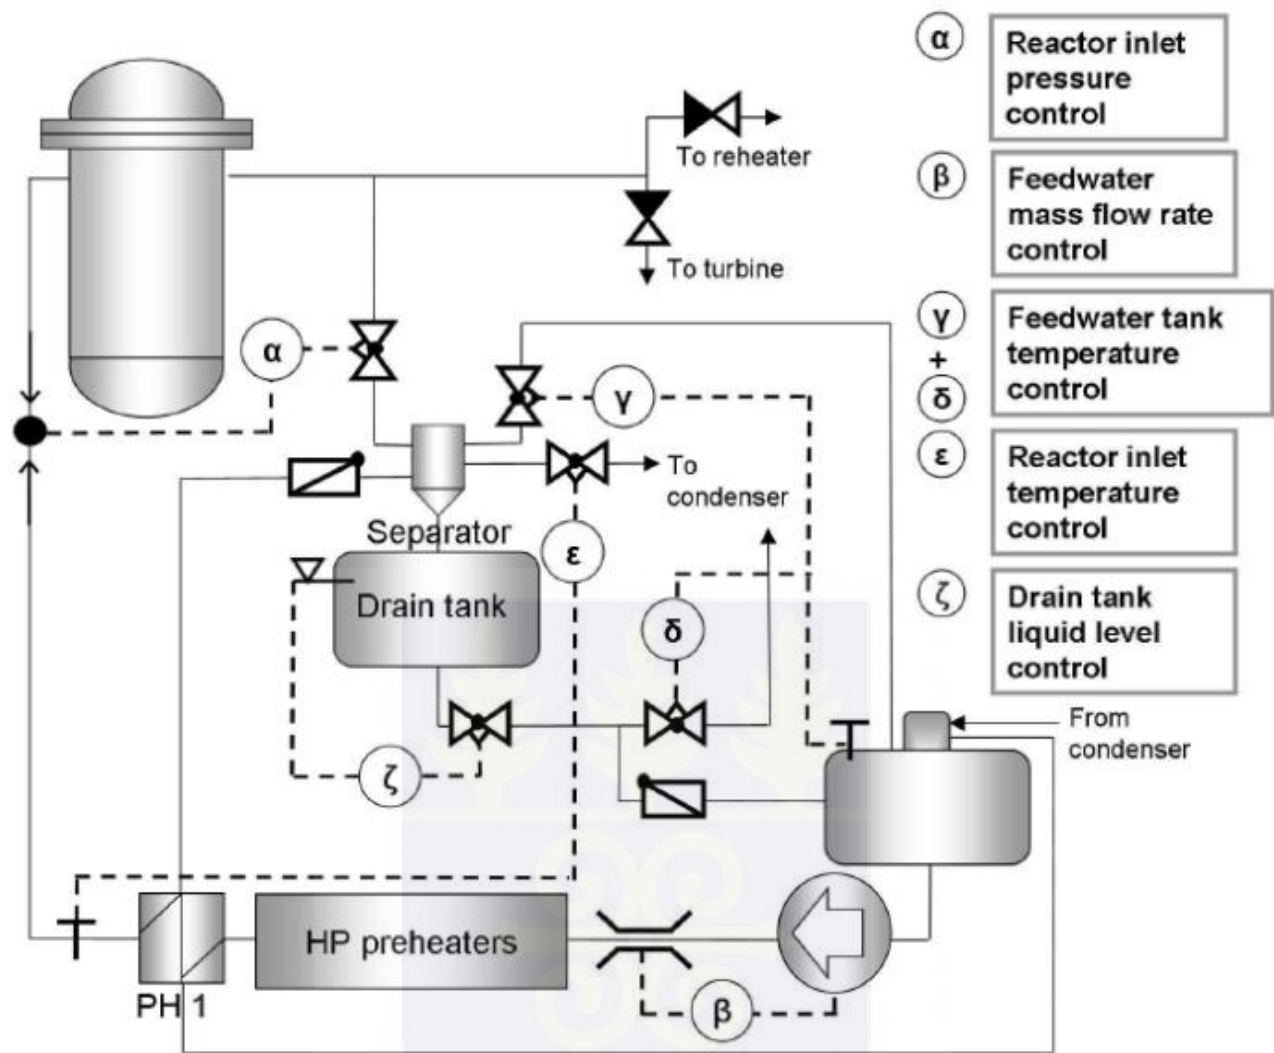 α
Reactor inlet
pressure
control
β
Feedwater
mass flow rate
control
γ
+
δ
Feedwater tank
temperature
control
ε
Reactor inlet
temperature
control
ζ
Drain tank
liquid level
control
To reheater
To turbine
α
γ
To
condenser
Separator
ε
Drain tank
δ
ζ
From
condenser
HP preheaters
PH 1
β